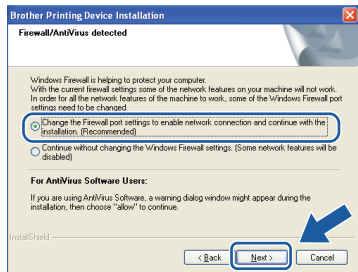 Brother Printing Device Installation
Firewall/AntiVirus detected
Windows Firewall is helping to protect your computer.
With the current firewall settings some of the network features on your machine will not work.
In order for all the network features of the machine to work, some of the Windows Firewall port
settings need to be changed.
Change the Firewall port settings to enable network connection and continue with the
installation. (Recommended)
Continue without changing the Windows Firewall settings. (Some network features will be
disabled)
For AntiVirus Software Users:
If you are using AntiVirus Software, a warning dialog window might appear during the
installation, then choose "allow" to continue.
InstallShield
< Back Next > Cancel